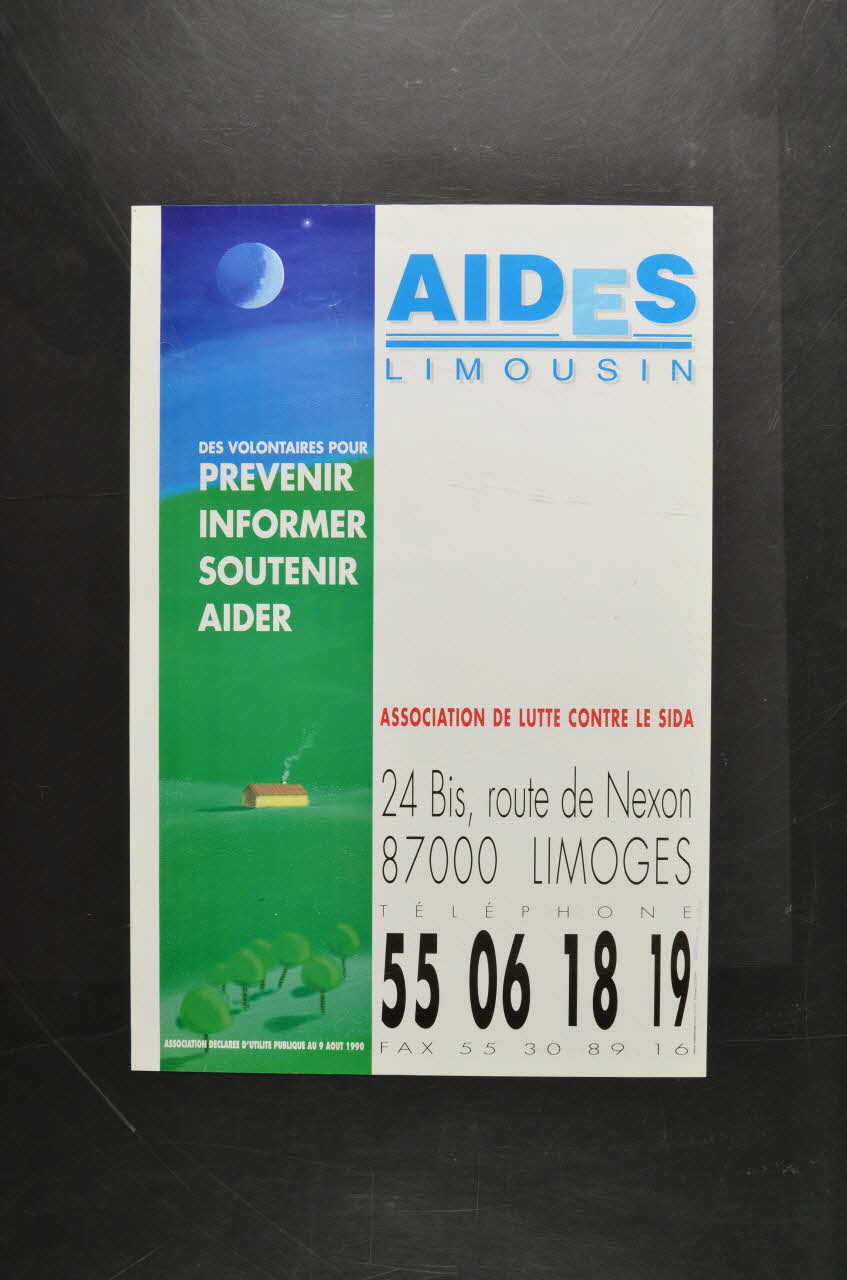 AIDES
LIMOUSIN
DES VOLONTAIRES POUR
PREVENIR
INFORMER
SOUTENIR
AIDER
ASSOCIATION DE LUTTE CONTRE LE SIDA
24 Bis, route de Nexon
87000 LIMOGES
TÉLÉPHONE
55 06 18 19
FAX 55 30 89 16
ASSOCIATION DECLAREE D'UTILITE PUBLIQUE AU 9 AOUT 1990